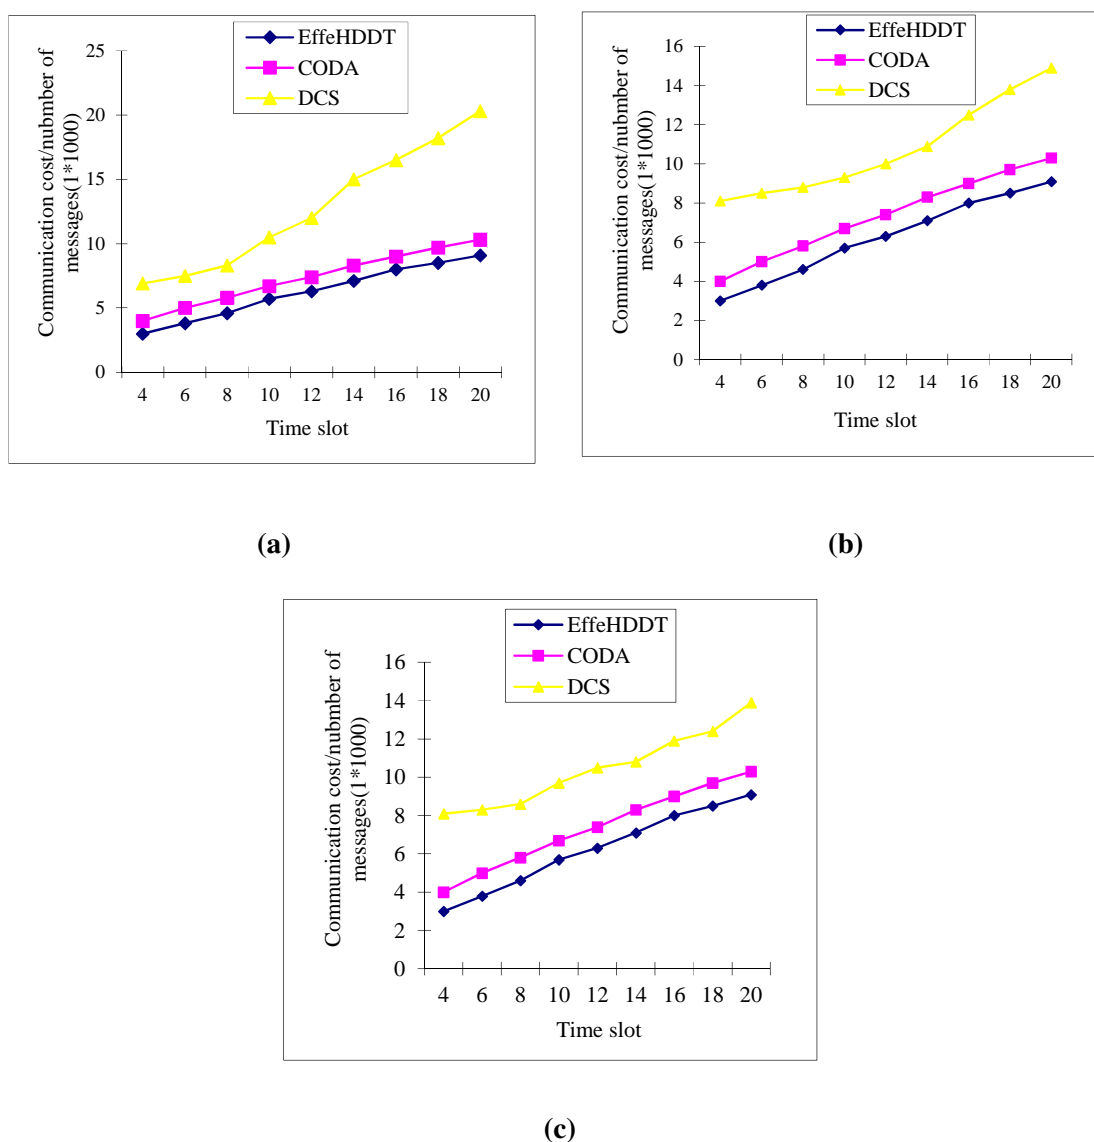 EffeHDDT
CODA
DCS
Communication cost/nubmber of
messages(1*1000)
25
20
15
10
5
0
4 6 8 10 12 14 16 18 20
Time slot
(a)
EffeHDDT
CODA
DCS
Communication cost/nubmber of
messages(1*1000)
16
14
12
10
8
6
4
2
0
4 6 8 10 12 14 16 18 20
Time slot
(b)
EffeHDDT
CODA
DCS
Communication cost/nubmber of
messages(1*1000)
16
14
12
10
8
6
4
2
0
4 6 8 10 12 14 16 18 20
Time slot
(c)